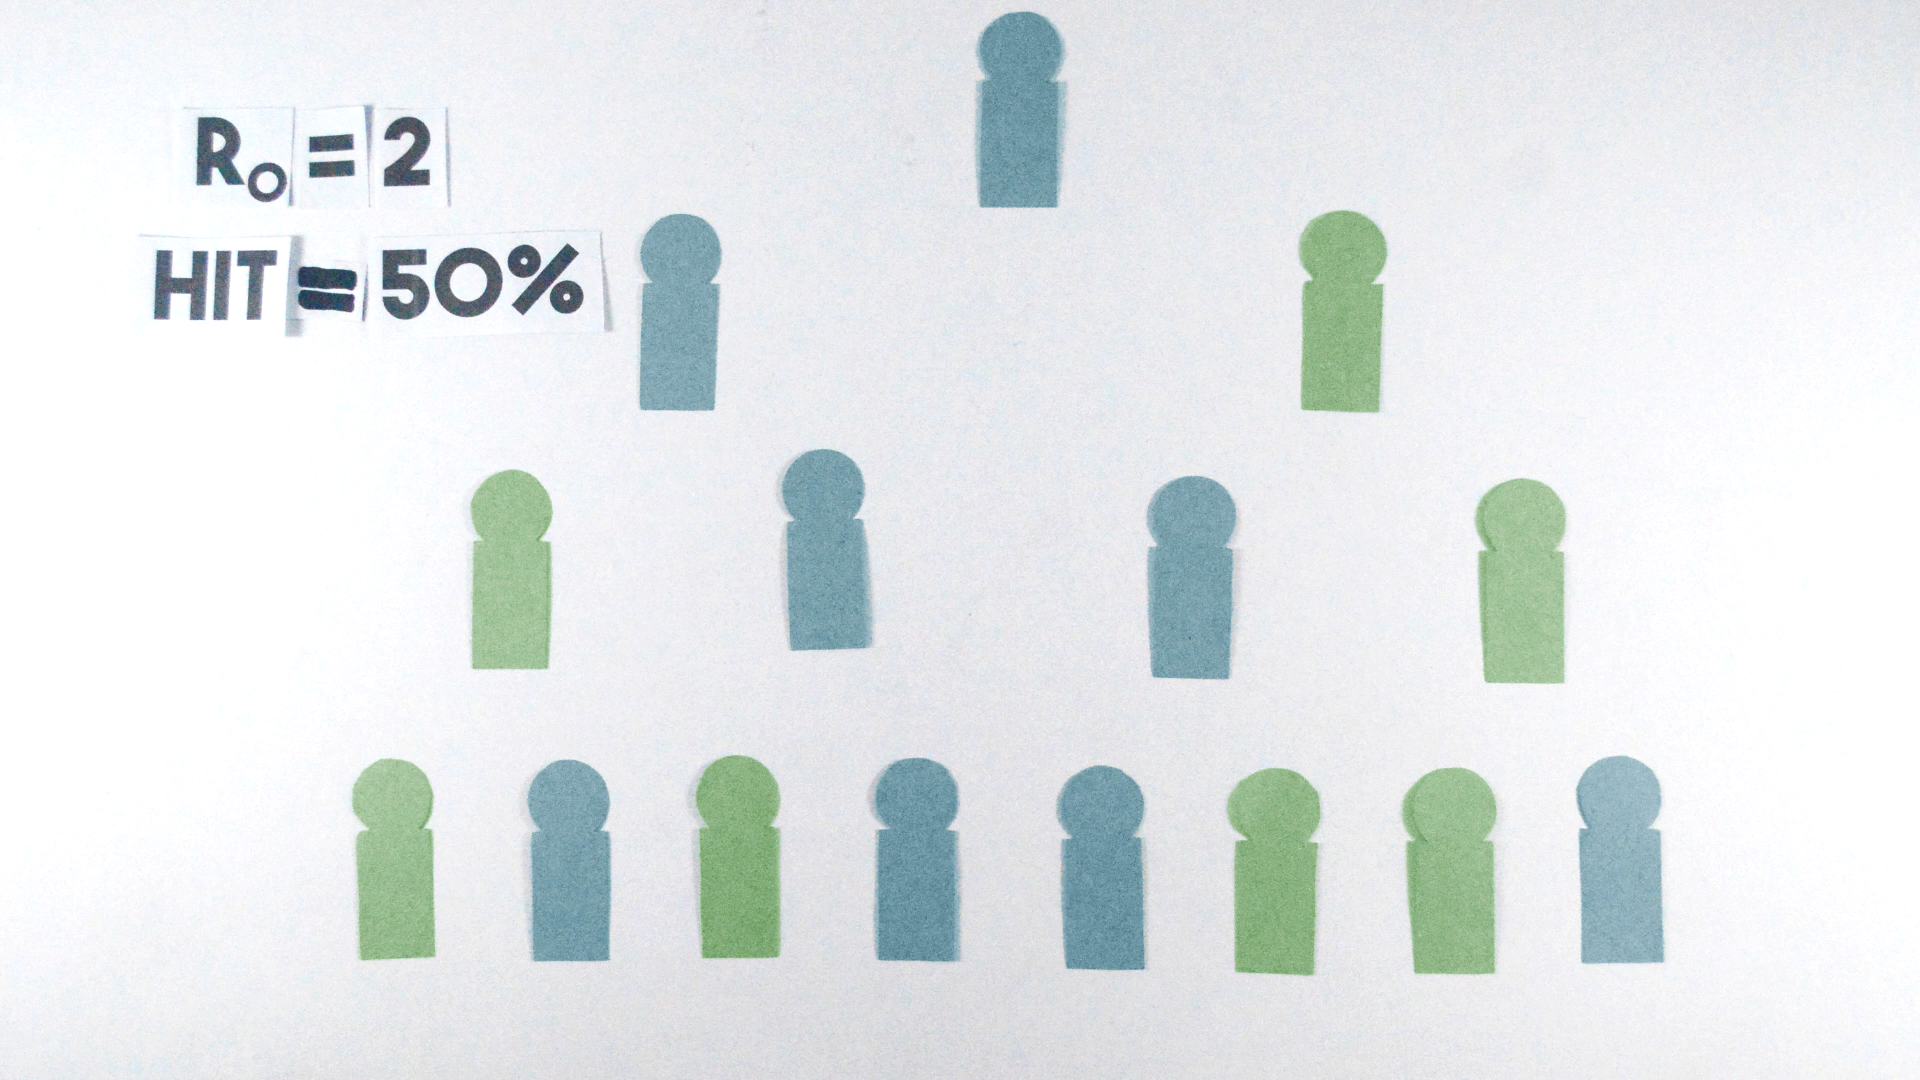 R₀ = 2
HIT = 50%